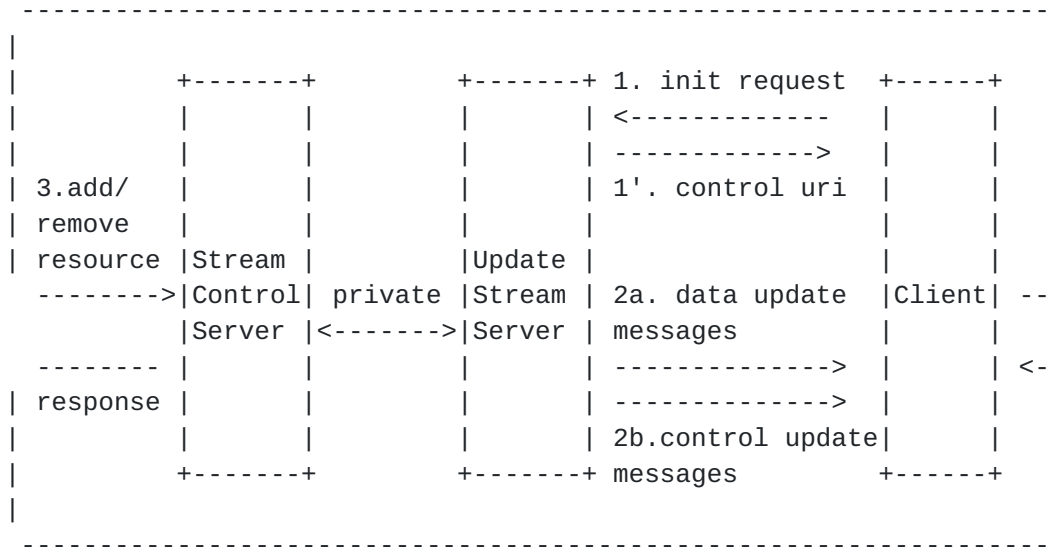 --------------------------------------------------------------------
|
|          +-------+         +-------+ 1. init request  +------+
|          |       |         |       | <-------------   |      |
|          |       |         |       | ------------->   |      |
| 3.add/   |       |         |       | 1'. control uri  |      |
| remove   |       |         |       |                  |      |
| resource |Stream |         |Update |                  |      |
  -------->|Control| private |Stream | 2a. data update  |Client| --
           |Server |<------->|Server | messages         |      |
  -------- |       |         |       | -------------->  |      | <-
| response |       |         |       | -------------->  |      |
|          |       |         |       | 2b.control update|      |
|          +-------+         +-------+ messages         +------+
|
--------------------------------------------------------------------